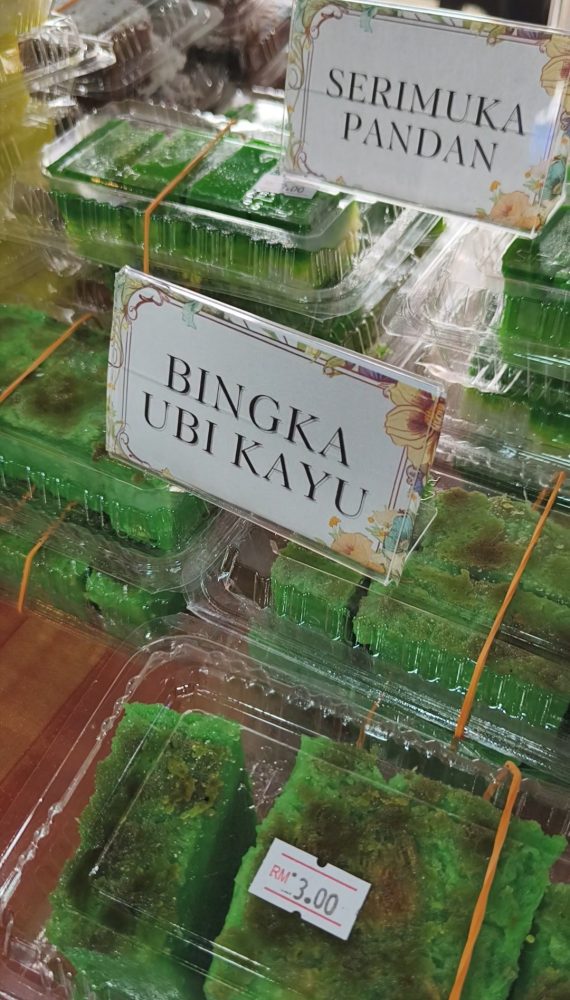 SERIMUKA
PANDAN
BINGKA
UBI KAYU
RM 3.00